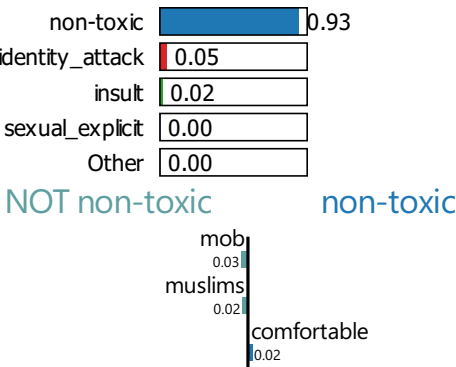 non-toxic 0.93
identity_attack 0.05
insult 0.02
sexual_explicit 0.00
Other 0.00
NOT non-toxic non-toxic
mob
0.03
muslims
0.02
comfortable
0.02